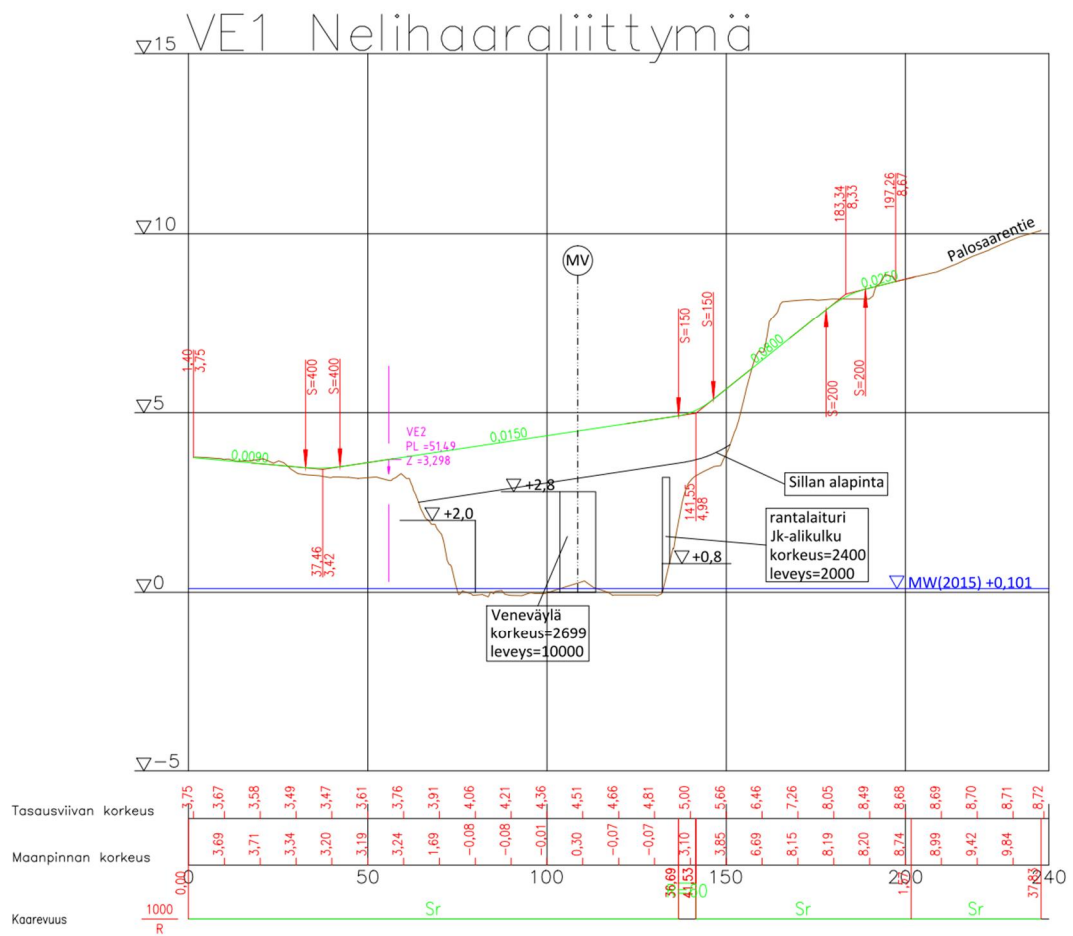 VE1 Nelihaaraliittymä
15
10
5
0
-5
1,40
3,75
0,0090
S=400
S=400
37,46
3,42
VE2
PL =51.49
Z =3,298
0,0150
MV
+2,8
+2,0
Veneväylä
korkeus=2699
leveys=10000
S=150
S=150
141,55
4,98
+0,8
Sillan alapinta
rantalaituri
Jk-alikulku
korkeus=2400
leveys=2000
MW(2015) +0,101
0,0800
S=200
S=200
183,34
8,33
0,0250
197,26
8,67
Palosaarentie
Tasausviivan korkeus
3,75 3,67 3,58 3,49 3,47 3,61 3,76 3,91 4,06 4,21 4,36 4,51 4,66 4,81 5,00 5,66 6,46 7,26 8,05 8,49 8,68 8,69 8,70 8,71 8,72
Maanpinnan korkeus
3,69 3,71 3,34 3,20 3,19 3,24 1,69 -0,08 -0,08 -0,01 0,30 -0,07 -0,07 3,10 3,85 6,69 8,15 8,19 8,20 8,74 8,99 9,42 9,84
0 50 100 150 200 240
0,00
36,69
41,53
37,83
Kaarevuus
1000
R
Sr
Sr
Sr